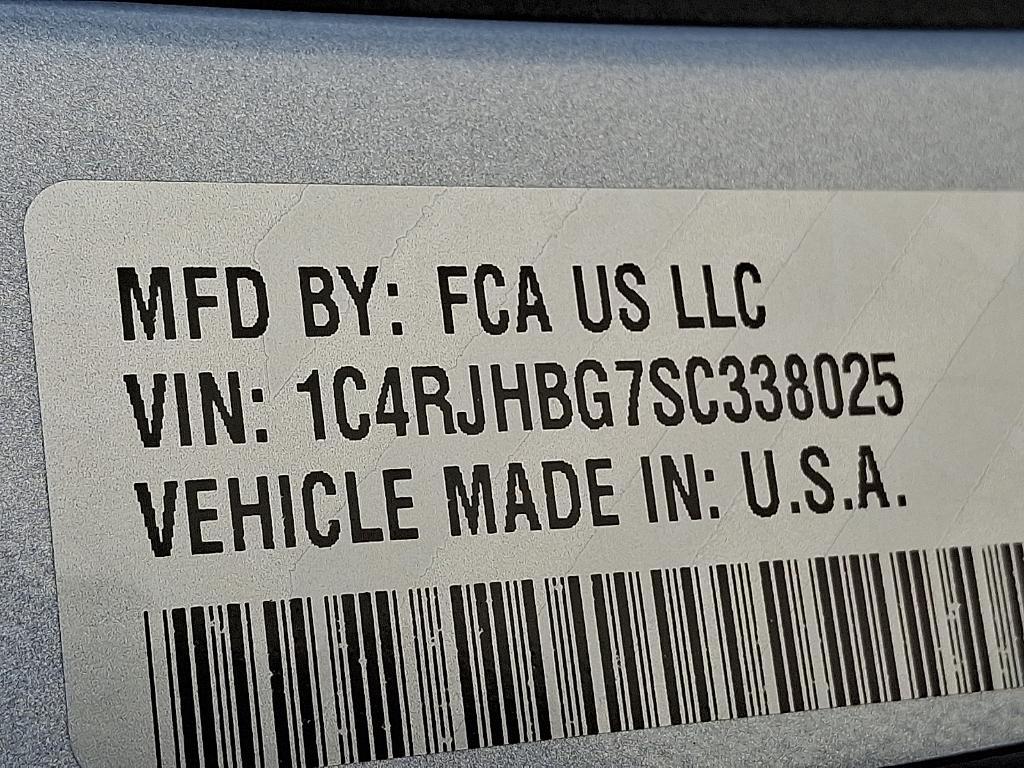 MFD BY: FCA US LLC
VIN: 1C4RJHBG7SC338025
VEHICLE MADE IN: U.S.A.